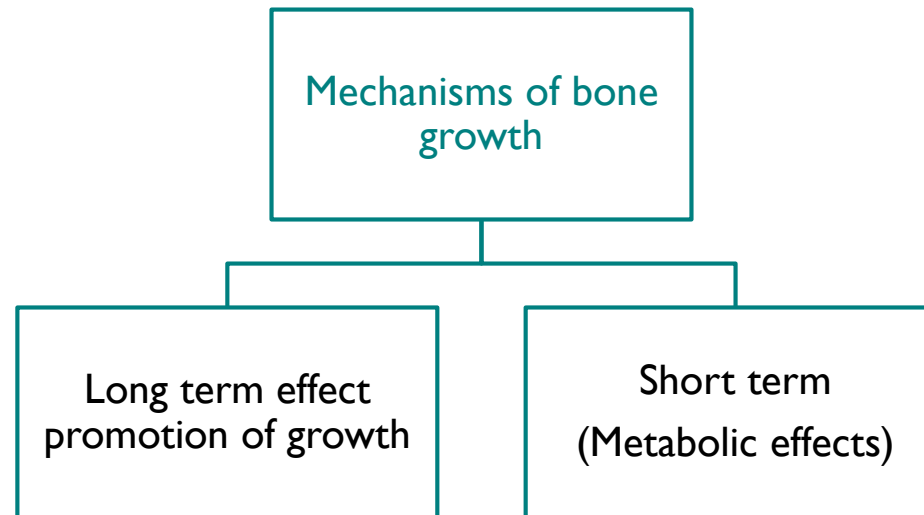 Mechanisms of bone
growth
Long term effect
promotion of growth
Short term
(Metabolic effects)